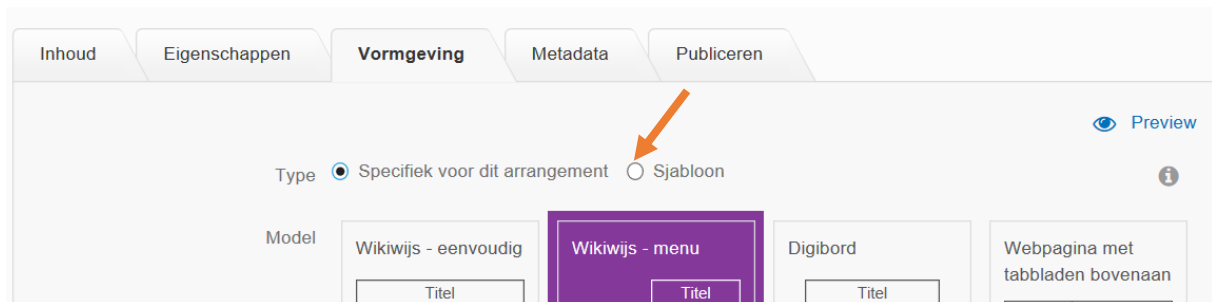 Inhoud Eigenschappen Vormgeving Metadata Publiceren
Preview
Type Specifiek voor dit arrangement Sjabloon
Model
Wikiwijs - eenvoudig
Titel
Wikiwijs - menu
Titel
Digibord
Titel
Webpagina met
tabbladen bovenaan